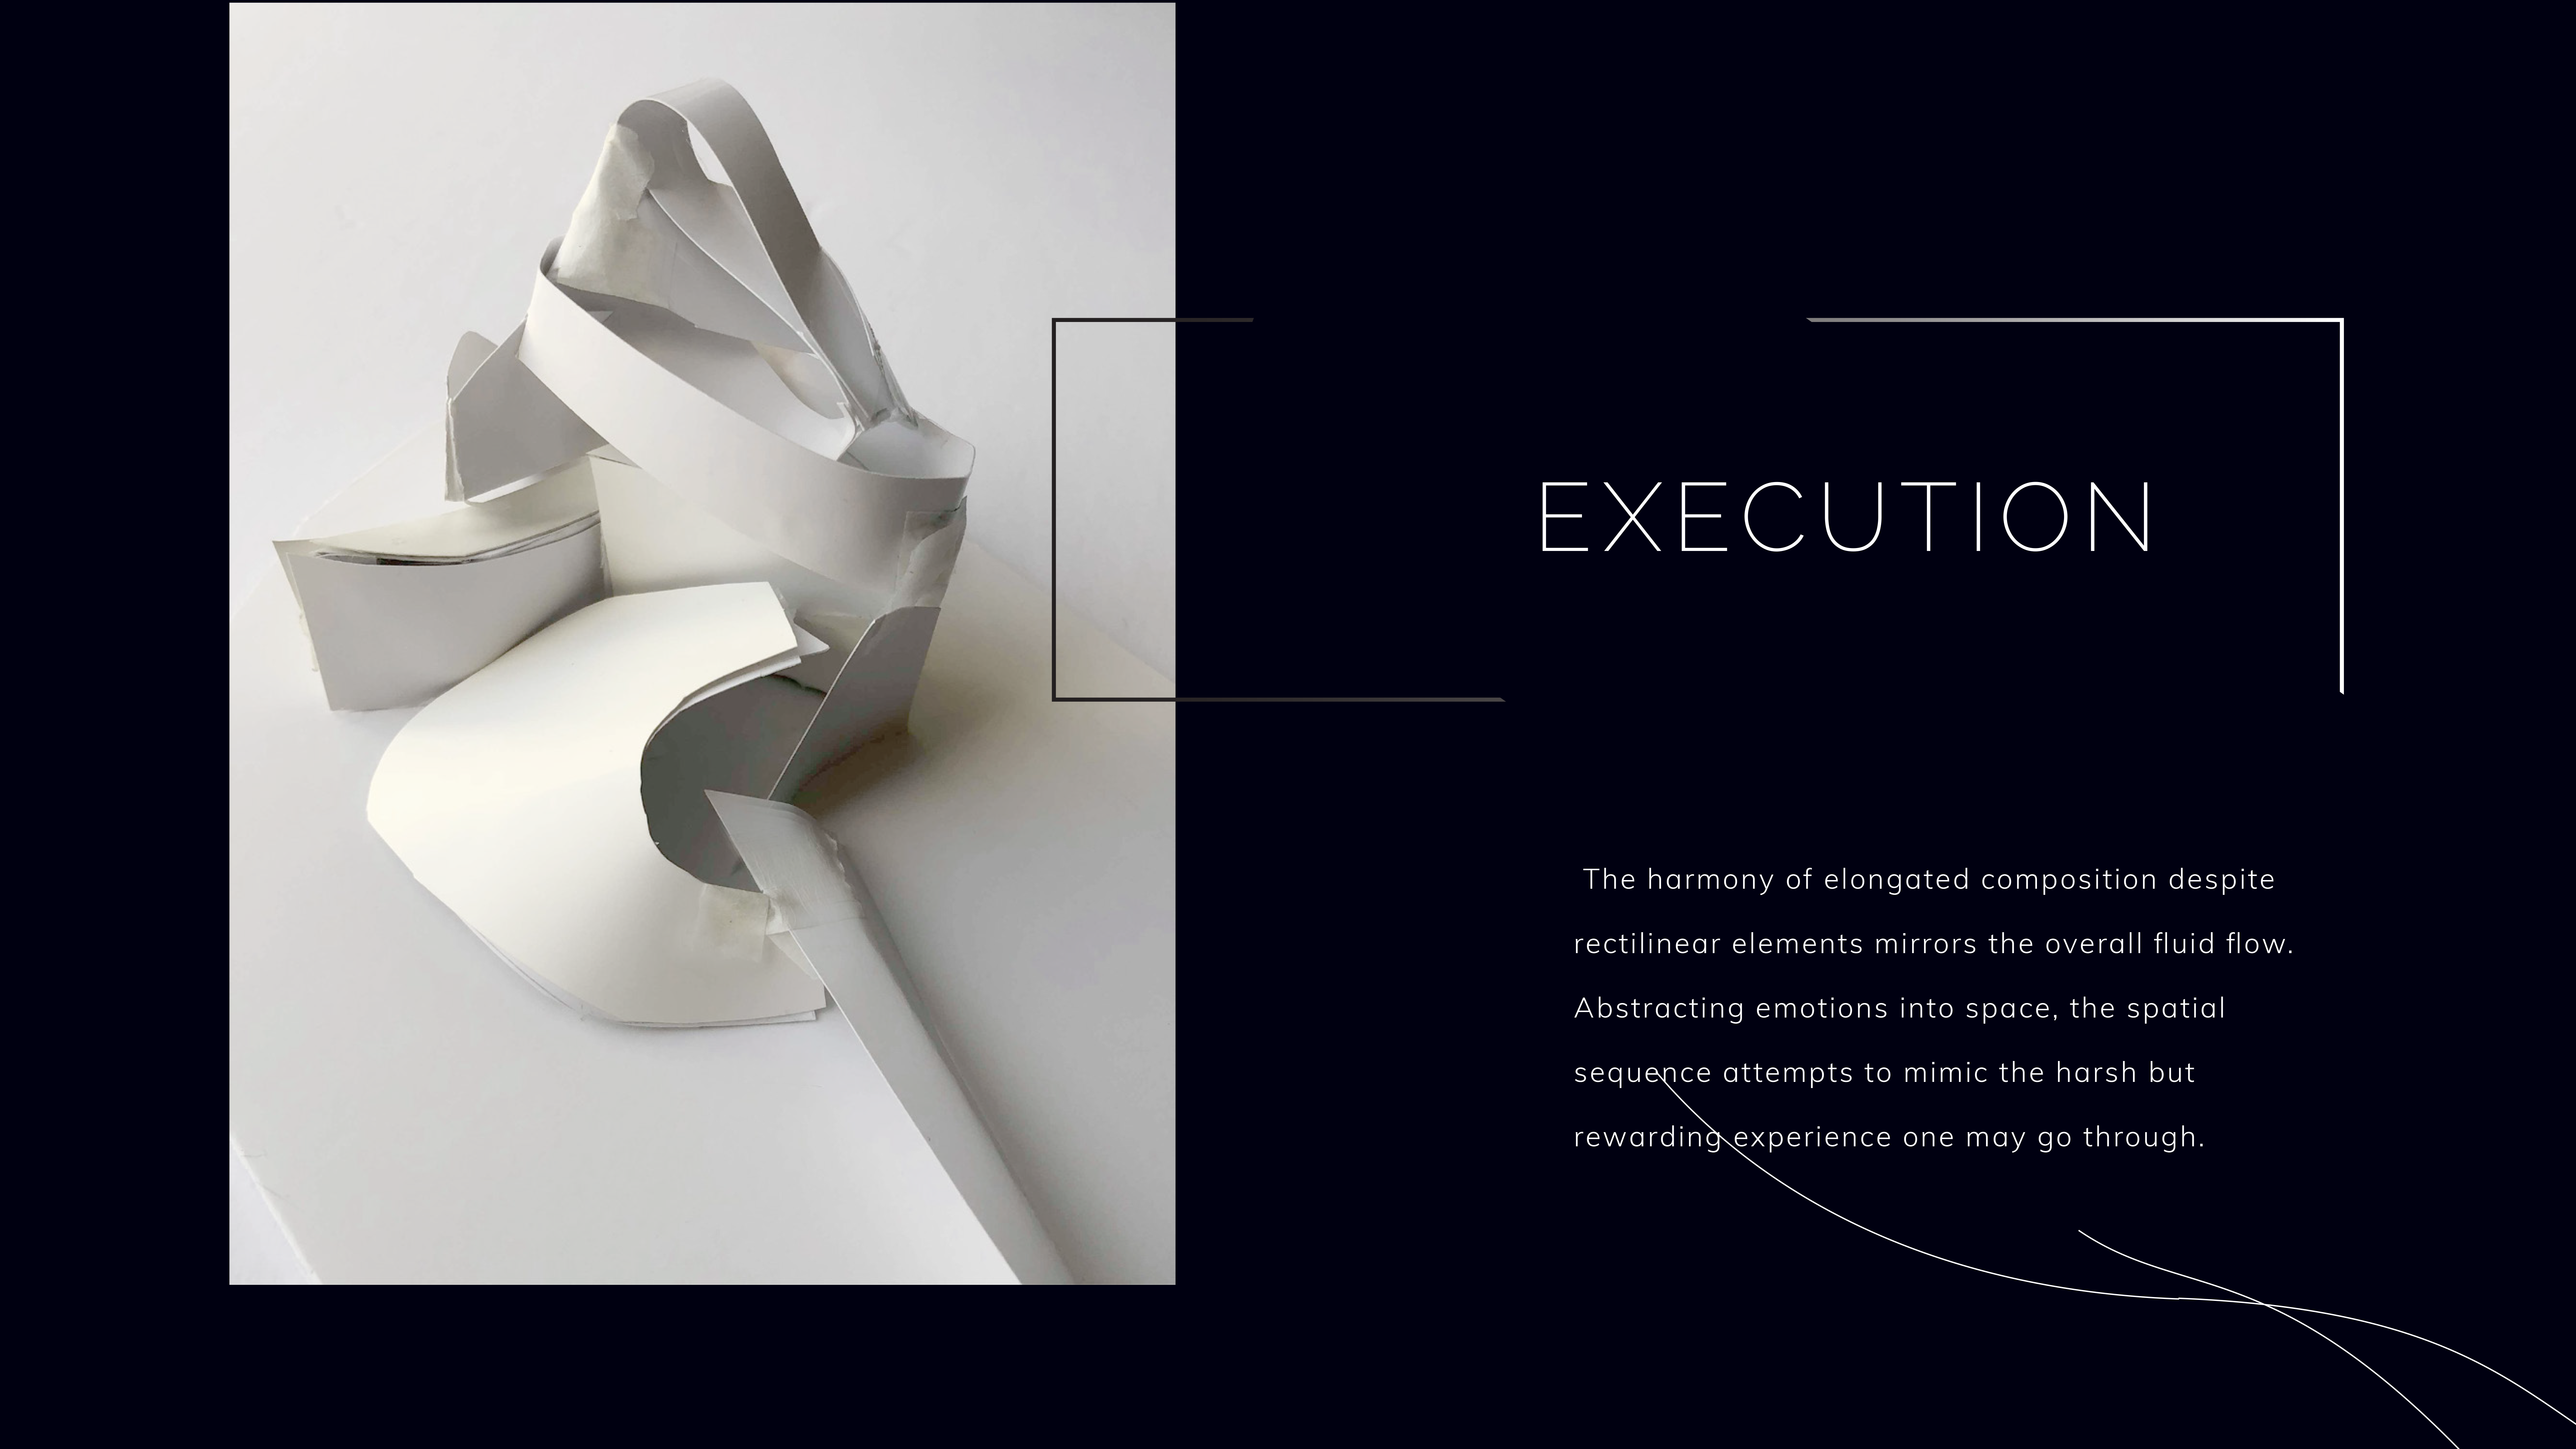 EXECUTION
The harmony of elongated composition despite
rectilinear elements mirrors the overall fluid flow.
Abstracting emotions into space, the spatial
sequence attempts to mimic the harsh but
rewarding experience one may go through.